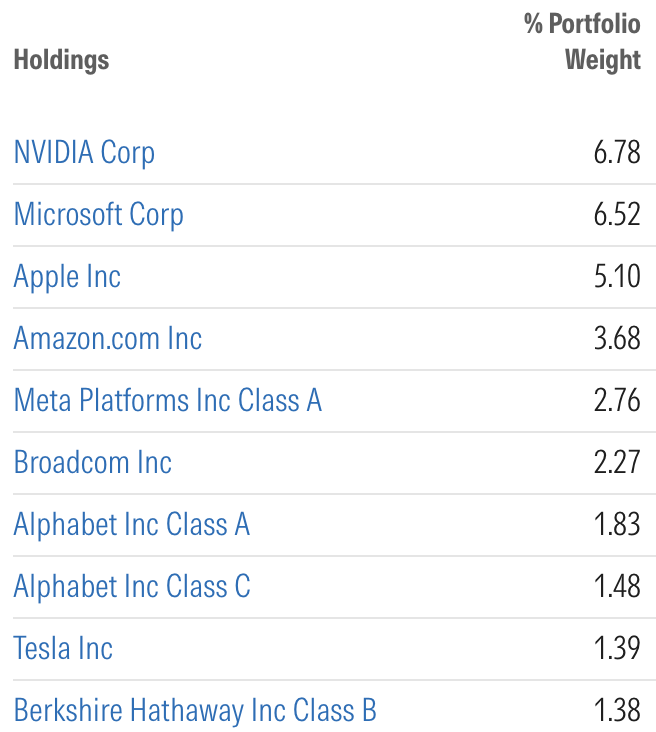 % Portfolio
Holdings Weight
NVIDIA Corp 6.78
Microsoft Corp 6.52
Apple Inc 5.10
Amazon.com Inc 3.68
Meta Platforms Inc Class A 2.76
Broadcom Inc 2.27
Alphabet Inc Class A 1.83
Alphabet Inc Class C 1.48
Tesla Inc 1.39
Berkshire Hathaway Inc Class B 1.38